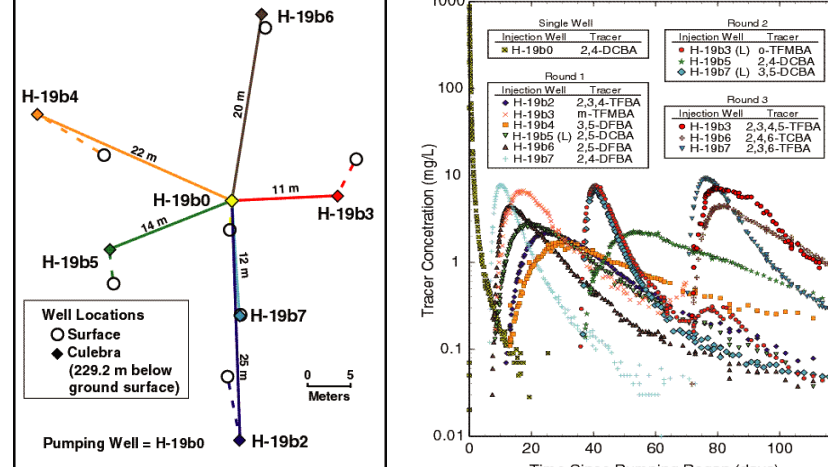 H-19b6
H-19b4
20 m
22 m
H-19b0
11 m
H-19b3
14 m
H-19b5
12 m
H-19b7
Well Locations
Surface
Culebra
(229.2 m below
ground surface)
25 m
0 5
Meters
H-19b2
Pumping Well = H-19b0
Tracer Concetration (mg/L)
1000
100
10
1
0.1
0.01
0 20 40 60 80 100
Single Well
Injection Well Tracer
H-19b0 2,4-DCBA
Round 1
Injection Well Tracer
H-19b2 2,3,4-TFBA
H-19b3 m-TFMBA
H-19b4 3,5-DFBA
H-19b5 (L) 2,5-DCBA
H-19b6 2,5-DFBA
H-19b7 2,4-DFBA
Round 2
Injection Well Tracer
H-19b3 (L) o-TFMBA
H-19b5 2,4-DCBA
H-19b7 (L) 3,5-DCBA
Round 3
Injection Well Tracer
H-19b3 2,3,4,5-TFBA
H-19b6 2,4,6-TCBA
H-19b7 2,3,6-TFBA